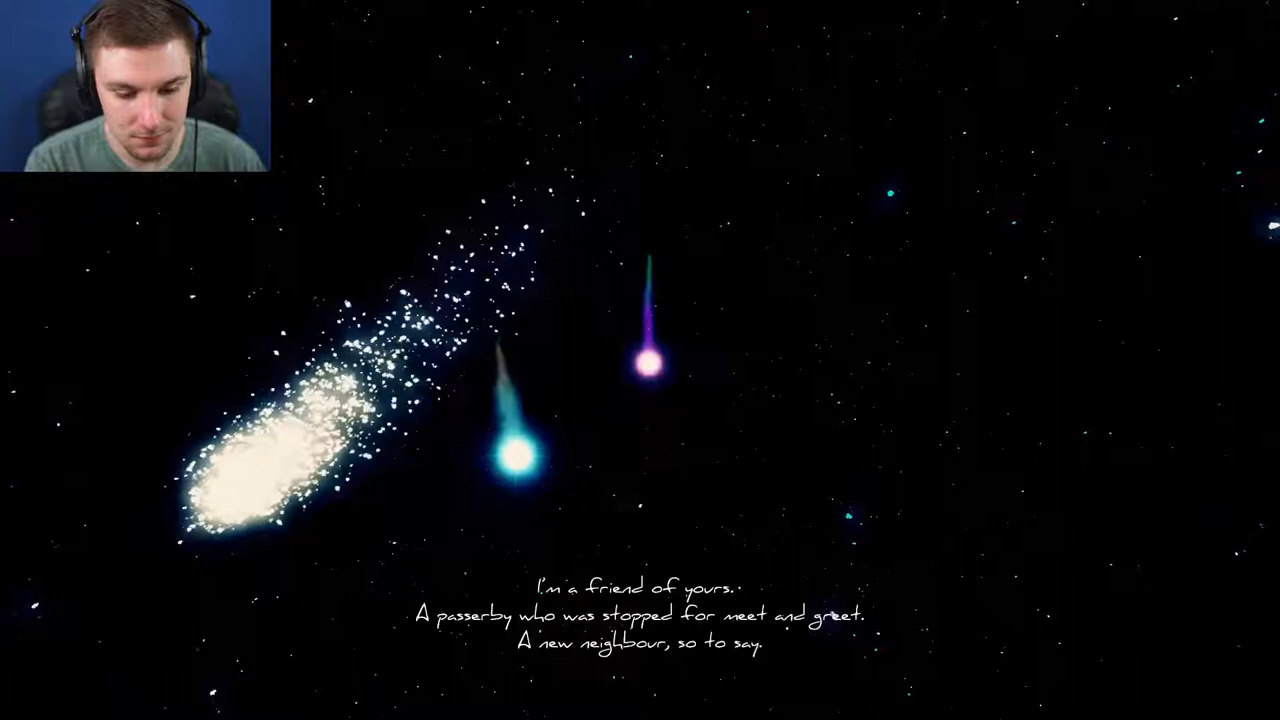 I'm a friend of yours.
A passerby who was stopped for meet and greet.
A new neighbour, so to say.